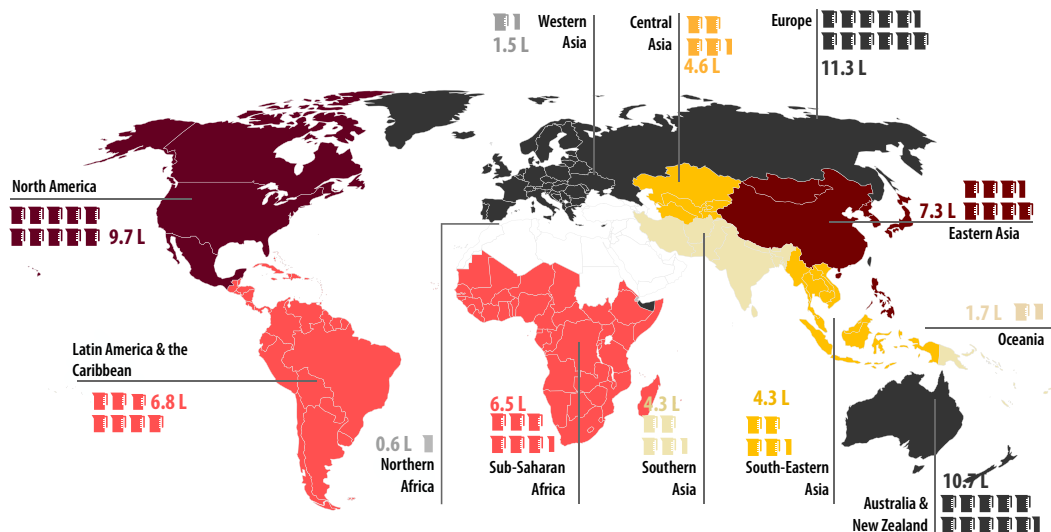 Western
Asia
1.5 L
Central
Asia
4.6 L
Europe
11.3 L
North America
9.7 L
7.3 L
Eastern Asia
1.7 L
Oceania
Latin America & the
Caribbean
6.8 L
0.6 L
Northern
Africa
6.5 L
Sub-Saharan
Africa
4.3 L
Southern
Asia
4.3 L
South-Eastern
Asia
10.7 L
Australia &
New Zealand